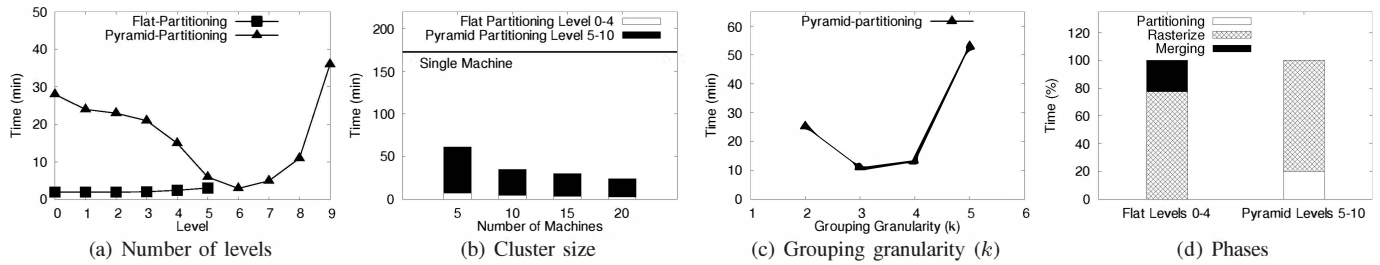 Flat-Partitioning
Pyramid-Partitioning
50
40
30
20
10
0
Time (min)
0 1 2 3 4 5 6 7 8 9
Level
(a) Number of levels
Flat Partitioning Level 0-4
Pyramid Partitioning Level 5-10
Single Machine
200
170
100
50
0
Time (min)
5 10 15 20
Number of Machines
(b) Cluster size
Pyramid-partitioning
60
50
40
30
20
10
0
Time (min)
1 2 3 4 5 6
Grouping Granularity (k)
(c) Grouping granularity (k)
Partitioning
Rasterize
Merging
120
100
80
60
40
20
0
Time (%)
Flat Levels 0-4 Pyramid Levels 5-10
(d) Phases